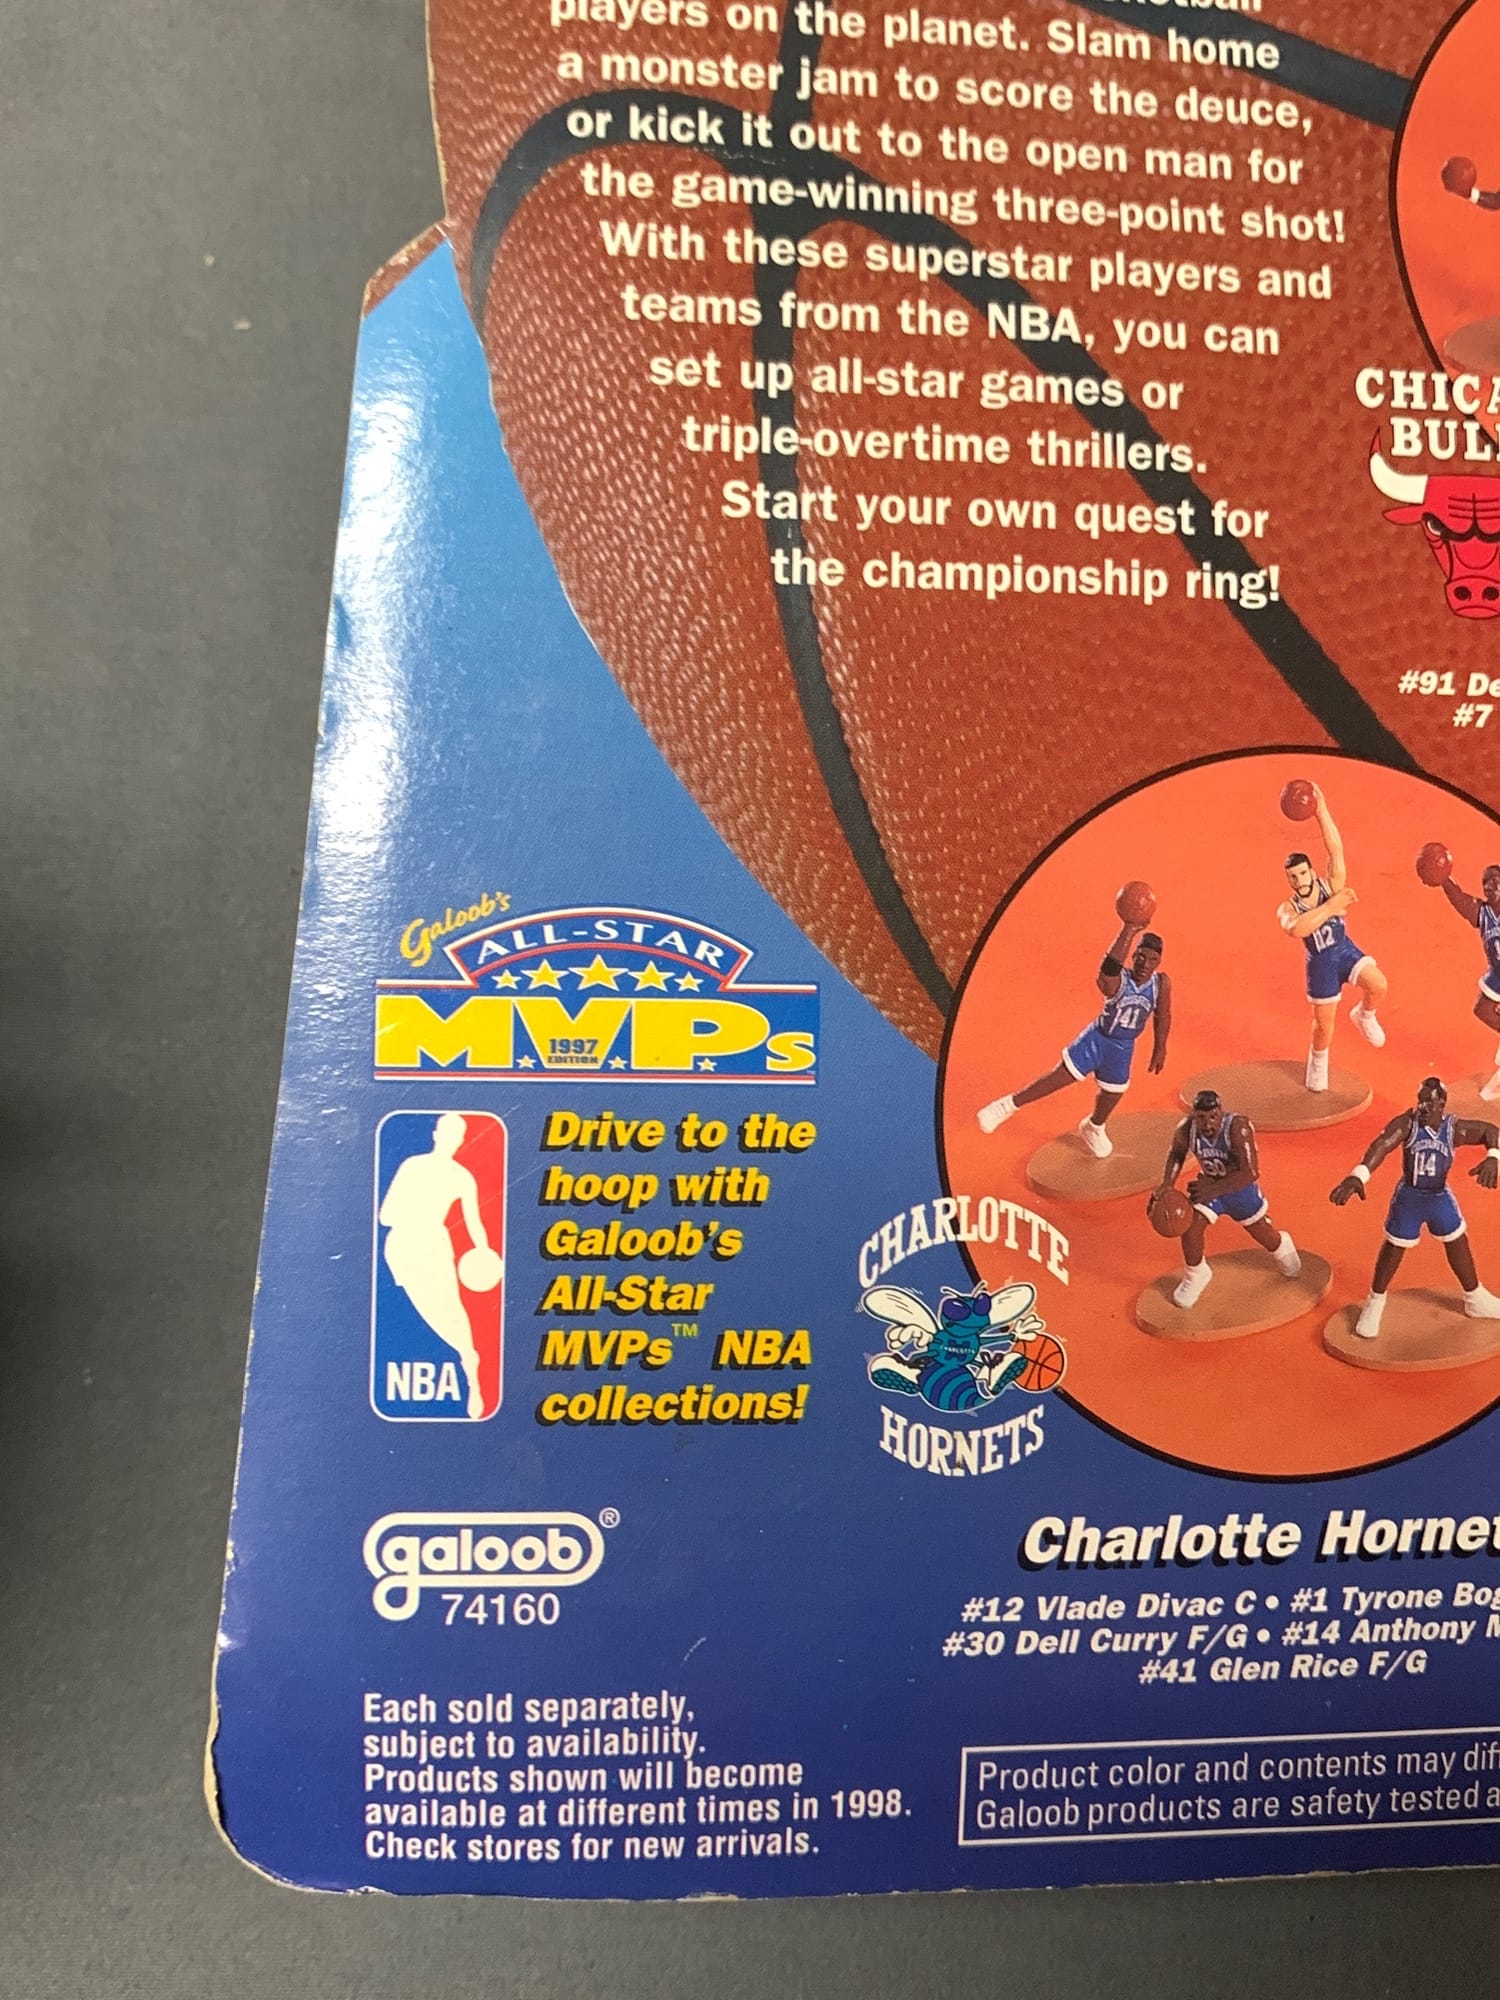 players on the planet. Slam home
a monster jam to score the deuce,
or kick it out to the open man for
the game-winning three-point shot!
With these superstar players and
teams from the NBA, you can
set up all-star games or
triple-overtime thrillers.
Start your own quest for
the championship ring!
#91
#7
Galoob's
ALL-STAR
MVPs
1997
EDITION
NBA
Drive to the
hoop with
Galoob's
All-Star
MVPs™ NBA
collections!
41
12
30
14
CHARLOTTE
CHARLOTTE
HORNETS
galoob®
74160
Each sold separately,
subject to availability.
Products shown will become
available at different times in 1998.
Check stores for new arrivals.
Charlotte
#12 Vlade Divac C • #1 Tyrone
#30 Dell Curry F/G • #14 Anthony
#41 Glen Rice F/G
Product color and contents may
Galoob products are safety tested